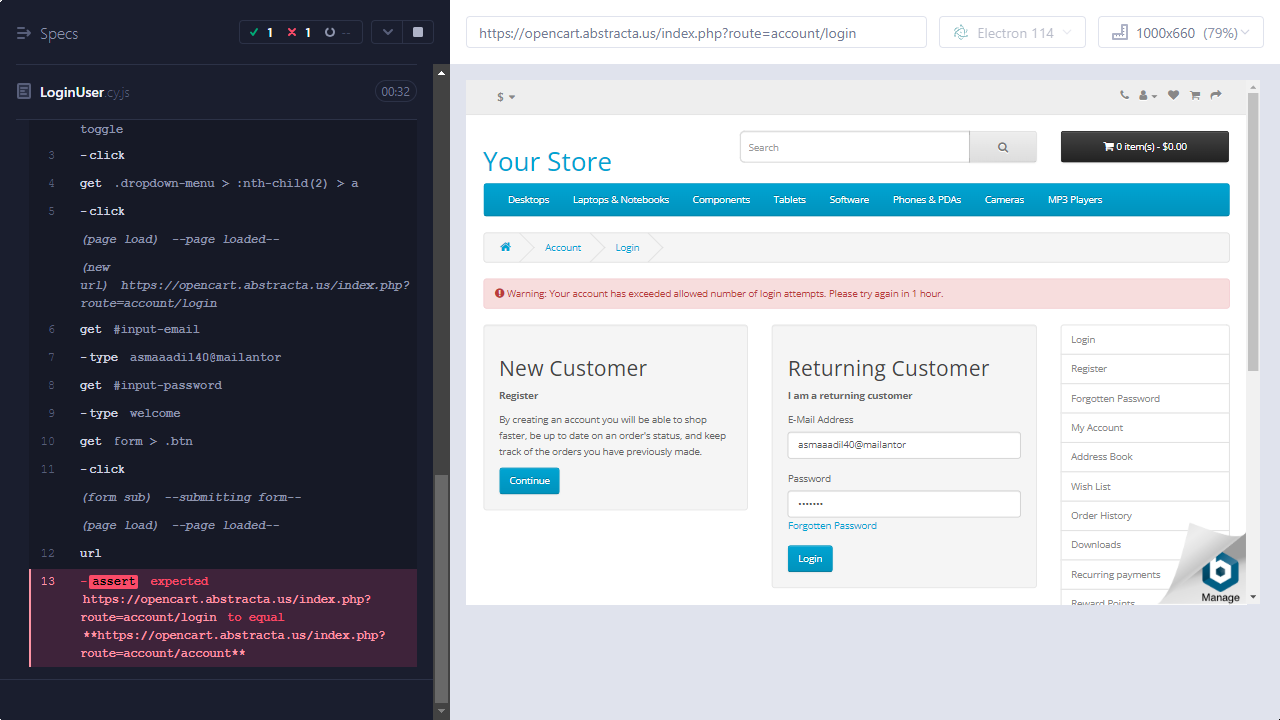 Specs
1
1
--
LoginUser.cy.js
00:32
toggle
3 -click
4 get .dropdown-menu > :nth-child(2) > a
5 -click
(page load) --page loaded--
(new
url) https://opencart.abstracta.us/index.php?
route=account/login
6 get #input-email
7 -type asmaaadil40@mailantor
8 get #input-password
9 -type welcome
10 get form > .btn
11 -click
(form sub) --submitting form--
(page load) --page loaded--
12 url
13 -assert expected
https://opencart.abstracta.us/index.php?
route=account/login to equal
**https://opencart.abstracta.us/index.php?
route=account/account**
https://opencart.abstracta.us/index.php?route=account/login
Electron 114
1000x660 (79%)
$
Your Store
Search
0 item(s) - $0.00
Desktops Laptops & Notebooks Components Tablets Software Phones & PDAs Cameras MP3 Players
Account Login
Warning: Your account has exceeded allowed number of login attempts. Please try again in 1 hour.
New Customer
Register
By creating an account you will be able to shop
faster, be up to date on an order's status, and keep
track of the orders you have previously made.
Continue
Returning Customer
I am a returning customer
E-Mail Address
asmaaadil40@mailantor
Password
•••••••
Forgotten Password
Login
Login
Register
Forgotten Password
My Account
Address Book
Wish List
Order History
Downloads
Recurring payments
Reward Points
Manage